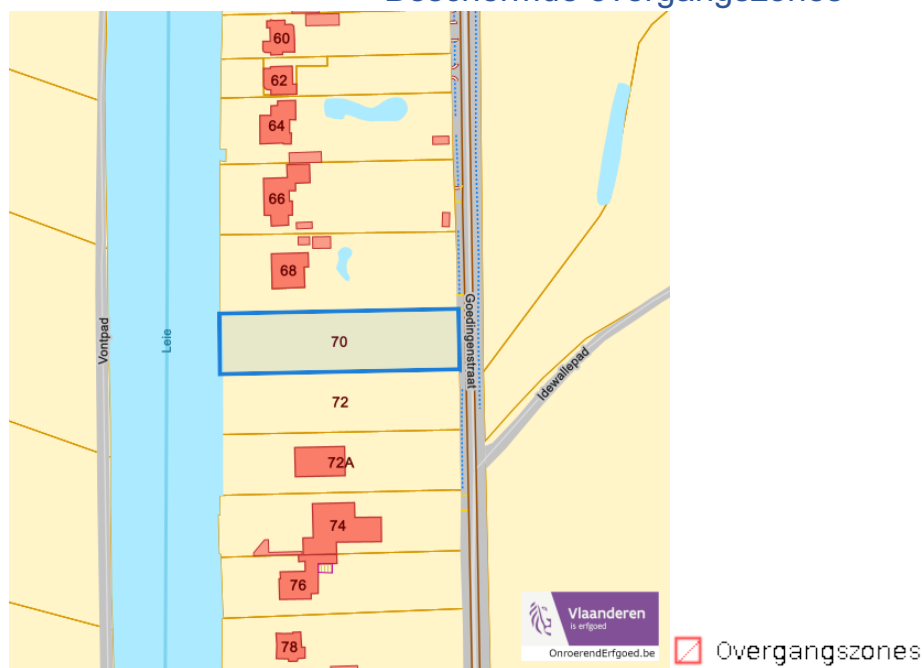 Beschermde overgangszones
60
62
64
66
68
Goedingenstraat
Vontpad
Leie
70
Idewallepad
72
72A
74
76
78
Vlaanderen
is erfgoed
OnroerendErfgoed.be
Overgangszones